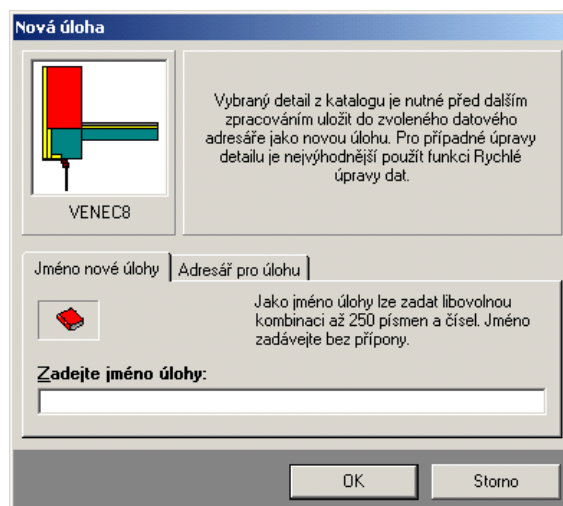 Nová úloha
Vybraný detail z katalogu je nutné před dalším
zpracováním uložit do zvoleného datového
adresáře jako novou úlohu. Pro případné úpravy
detailu je nejvýhodnější použít funkci Rychlé
úpravy dat.
VENEC8
Jméno nové úlohy
Adresář pro úlohu
Jako jméno úlohy lze zadat libovolnou
kombinaci až 250 písmen a čísel. Jméno
zadávejte bez přípony.
Zadejte jméno úlohy:
OK
Storno